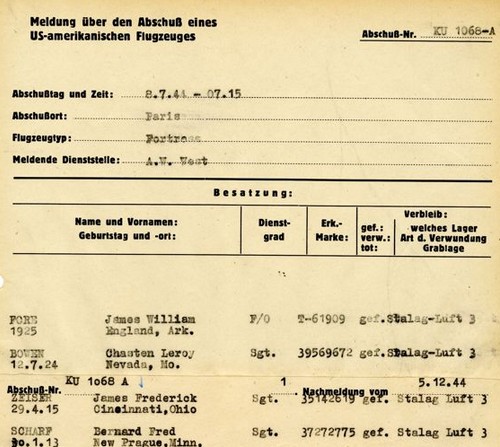 Meldung über den Abschuß eines
US-amerikanischen Flugzeuges
Abschuß-Nr. KU 1068-A
Abschußtag und Zeit: 8.7.44 - 07.15
Abschußort: Paris
Flugzeugtyp: Fortress
Meldende Dienststelle: A.W. West
Besatzung:
Name und Vornamen: Geburtstag und -ort:
Dienst-grad
Erk.-Marke:
gef.: verw.: tot:
Verbleib: welches Lager Art d. Verwundung Grablage
FORE James William F/O T-61909 gef. Stalag-Luft 3
1925 England, Ark.
BOWEN Chasten Leroy Sgt. 39569672 gef. Stalag-Luft 3
12.7.24 Nevada, Mo.
Abschuß-Nr. KU 1o68 A 1 Nachmeldung vom 5.12.44
ZEISER James Frederick Sgt. 35142619 gef. Stalag-Luft 3
29.4.15 Cincinnati,Ohio
SCHARF Bernard Fred Sgt. 37272775 gef. Stalag-Luft 3
.1.13 New Prague,Minn.